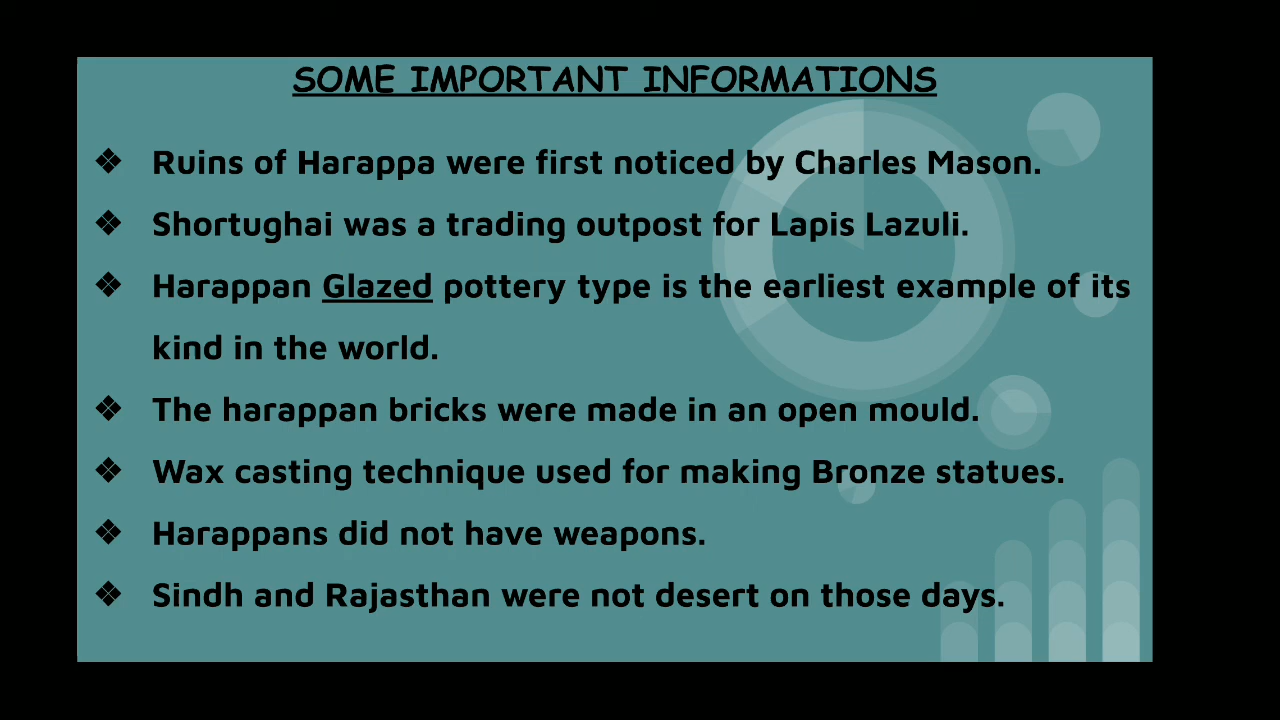 SOME IMPORTANT INFORMATIONS
❖ Ruins of Harappa were first noticed by Charles Mason.
❖ Shortughai was a trading outpost for Lapis Lazuli.
❖ Harappan Glazed pottery type is the earliest example of its
kind in the world.
❖ The harappan bricks were made in an open mould.
❖ Wax casting technique used for making Bronze statues.
❖ Harappans did not have weapons.
❖ Sindh and Rajasthan were not desert on those days.